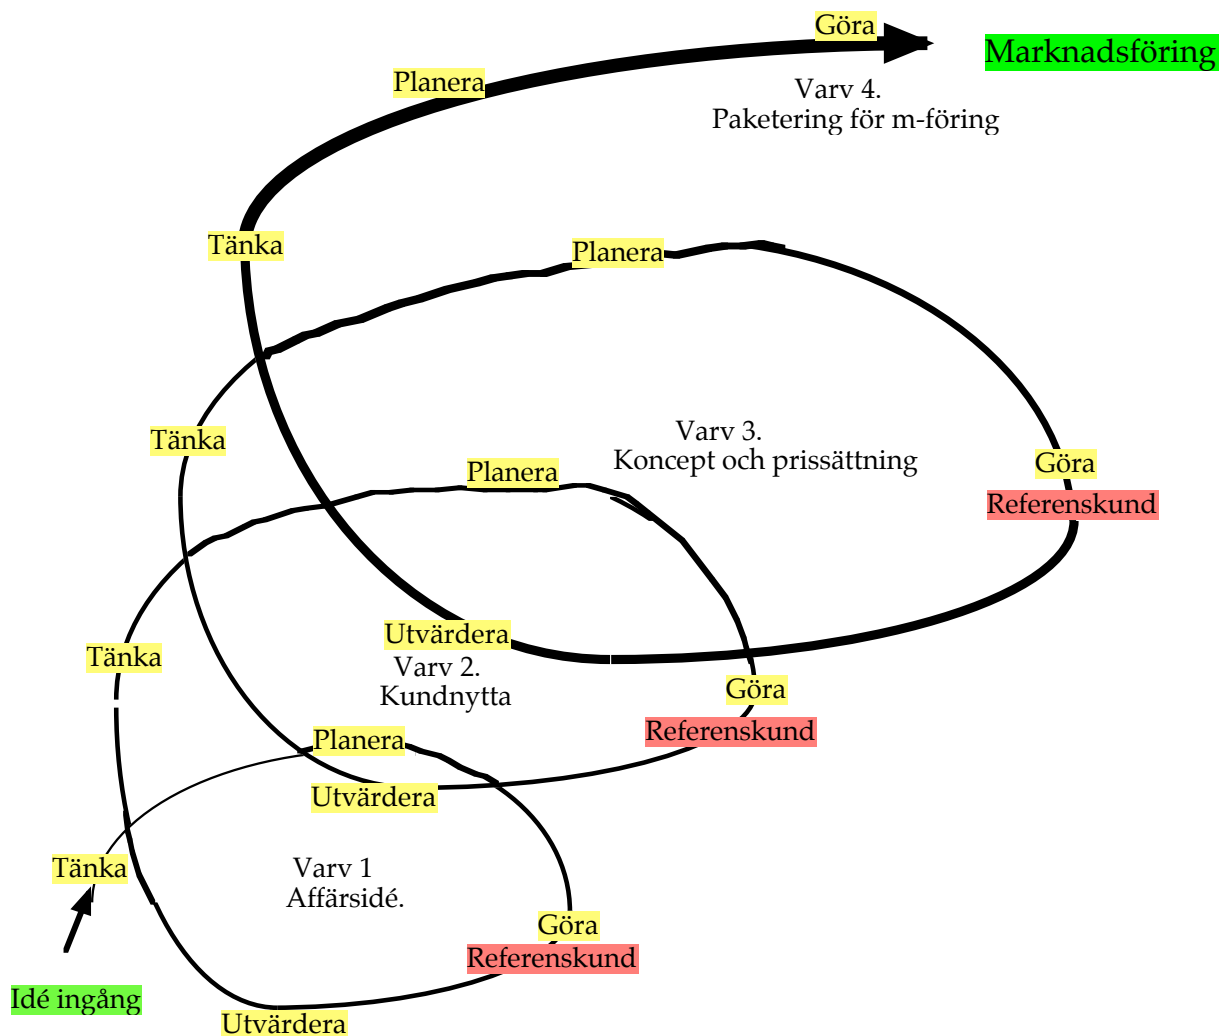 Göra
Marknadsföring
Planera
Varv 4.
Paketering för m-föring
Tänka
Planera
Tänka
Varv 3.
Koncept och prissättning
Planera
Göra
Referenskund
Utvärdera
Tänka
Varv 2.
Kundnytta
Göra
Referenskund
Planera
Utvärdera
Tänka
Varv 1
Affärsidé.
Göra
Referenskund
Idé ingång
Utvärdera